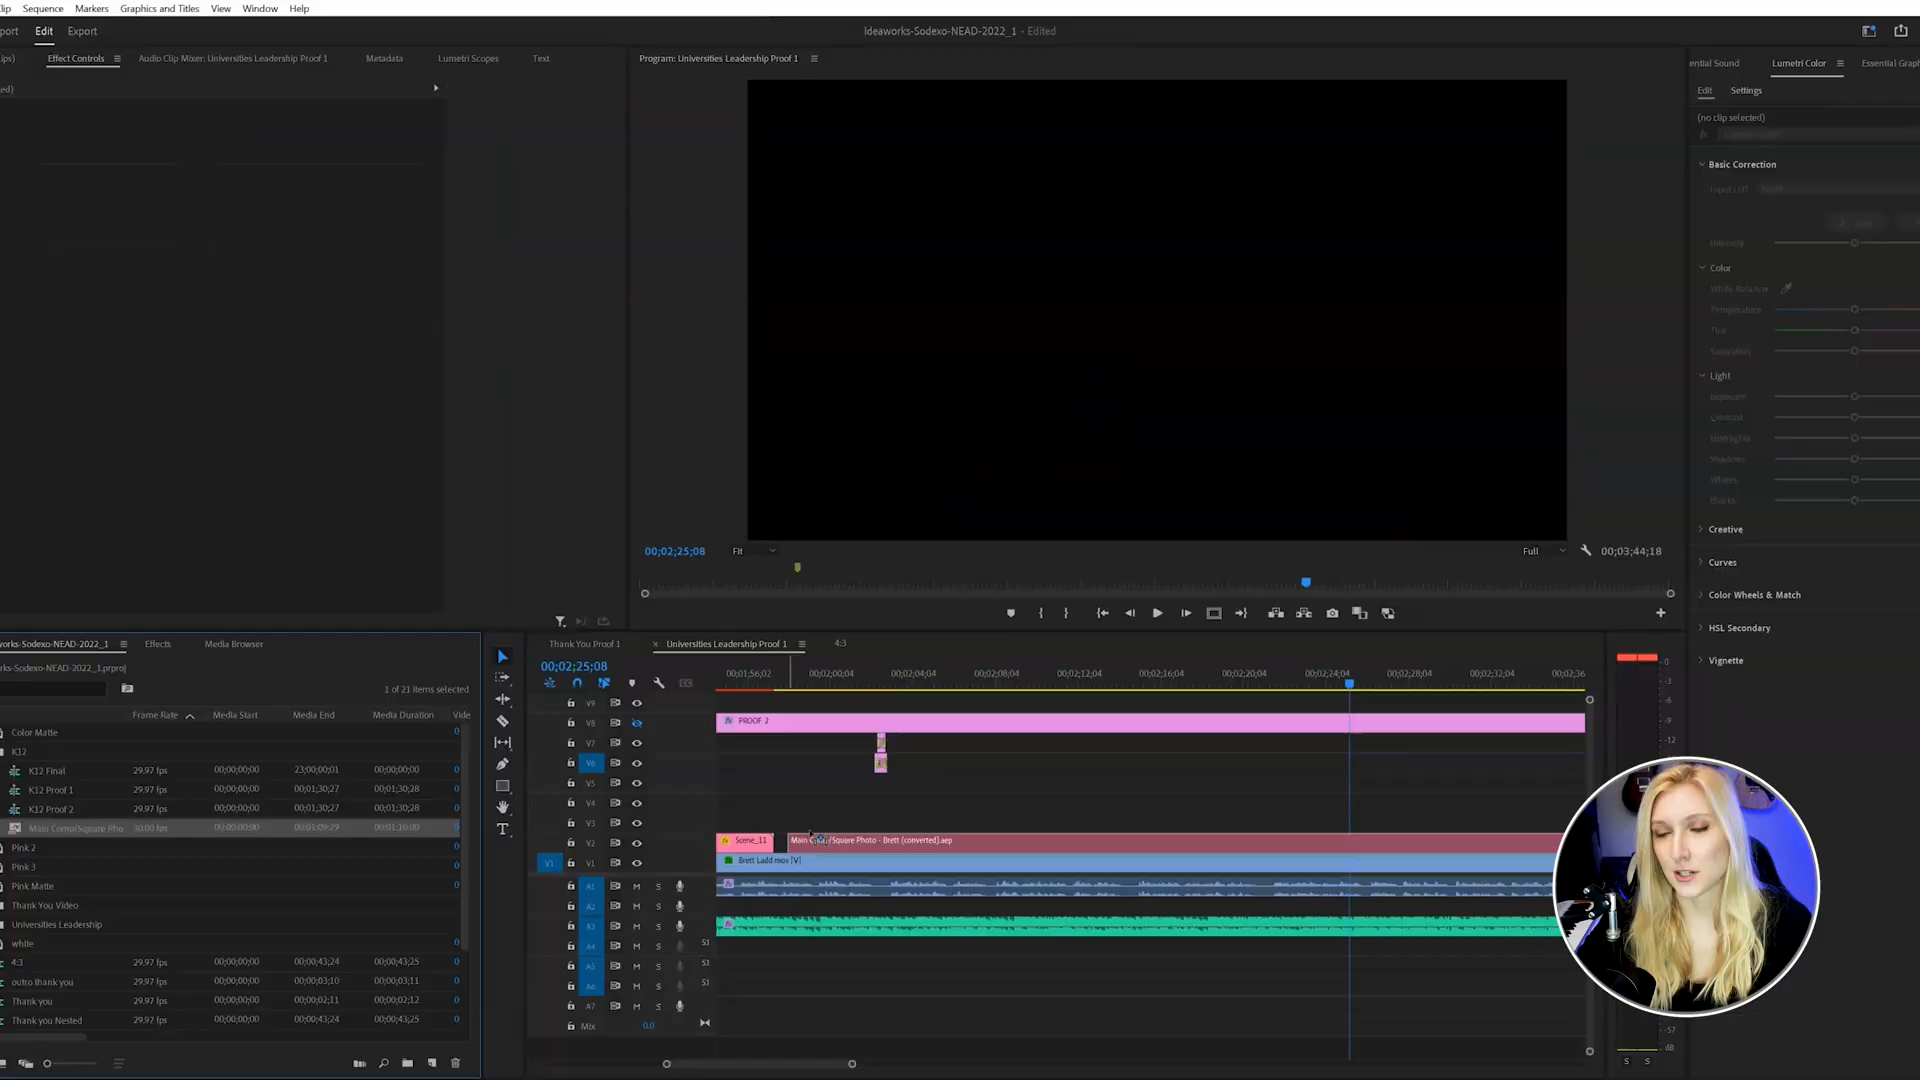 lip Sequence Markers Graphics and Titles View Window Help
port Edit Export
Ideaworks-Sodexo-NEAD-2022_1 - Edited
ips) Effect Controls Audio Clip Mixer: Universities Leadership Proof 1 Metadata Lumetri Scopes Text
Program: Universities Leadership Proof 1
ential Sound Lumetri Color Essential Grap
Edit Settings
(no clip selected)
fx
Basic Correction
Input LUT
Intensity
Color
White Balance
Temperature
Tint
Saturation
Light
Exposure
Contrast
Highlights
Shadows
Whites
Blacks
Creative
Curves
Color Wheels & Match
HSL Secondary
Vignette
00;02;25;08 Fit Full 00;03;44;18
works-Sodexo-NEAD-2022_1 Effects Media Browser
ks-Sodexo-NEAD-2022_1.prproj
1 of 21 items selected
Frame Rate Media Start Media End Media Duration Vide
Color Matte 0
K12
K12 Final 29.97 fps 00;00;00;00 23;00;00;01 00;00;00;00 0
K12 Proof 1 29.97 fps 00;00;00;00 00;01;30;27 00;01;30;28 0
K12 Proof 2 29.97 fps 00;00;00;00 00;01;30;27 00;01;30;28 0
Main Comp/Square Pho 30.00 fps 00:00:00:00 00:01:09:29 00:01:10:00 0
Pink 2 0
Pink 3 0
Pink Matte 0
Thank You Video
Universities Leadership
white 0
4:3 29.97 fps 00;00;00;00 00;00;43;24 00;00;43;25 0
outro thank you 29.97 fps 00;00;00;00 00;00;03;10 00;00;03;11 0
Thank you 29.97 fps 00;00;00;00 00;00;02;11 00;00;02;12 0
Thank you Nested 29.97 fps 00;00;00;00 00;00;43;24 00;00;43;25 0
Thank You Proof 1 × Universities Leadership Proof 1 4:3
00;02;25;08
00;01;56;02 00;02;00;04 00;02;04;04 00;02;08;04 00;02;12;04 00;02;16;04 00;02;20;04 00;02;24;04 00;02;28;04 00;02;32;04 00;02;36
V9
V8 PROOF 2
V7
V6
V5
V4
V3
V2 Scene_11 Main /Square Photo - Brett (converted).aep
V1 V1 Brett Ladd.mov [V]
A1 M S
A2 M S
A3 M S
A4 M S S1
A5 M S S1
A6 M S S1
A7 M S
Mix 0.0
0
-3
-6
-9
-12
-57
dB
S S